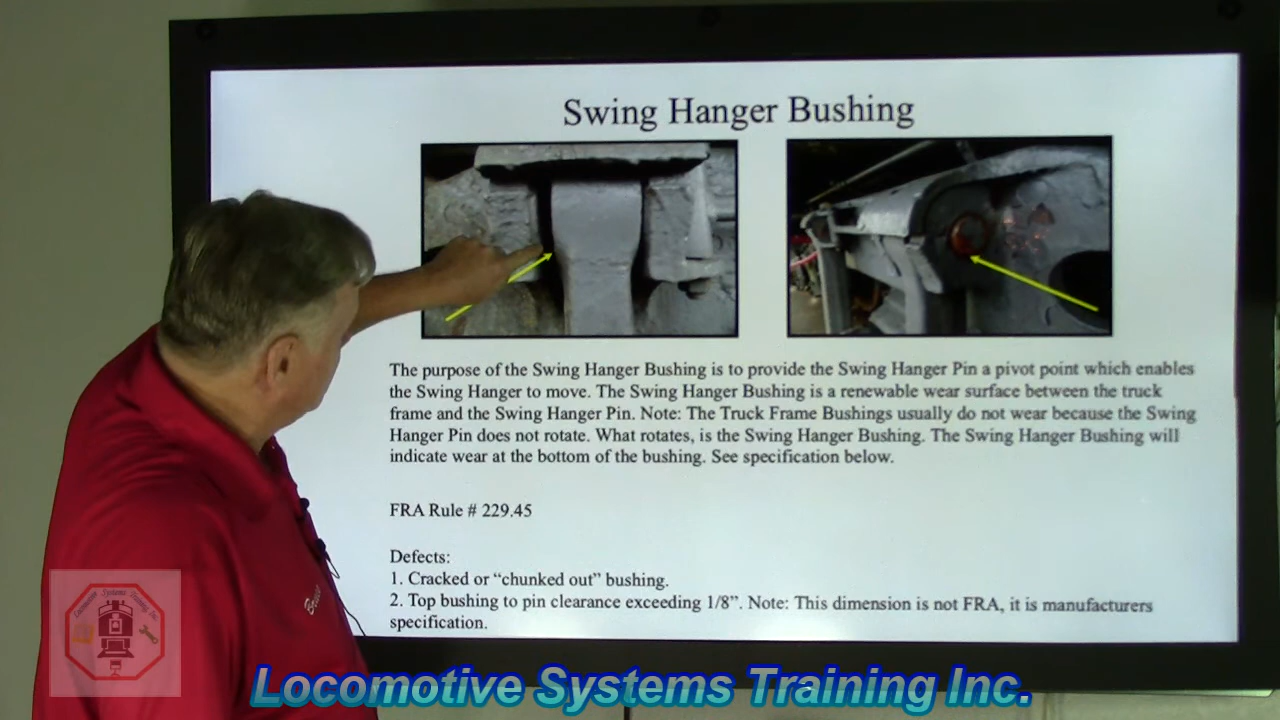 Swing Hanger Bushing
The purpose of the Swing Hanger Bushing is to provide the Swing Hanger Pin a pivot point which enables
the Swing Hanger to move. The Swing Hanger Bushing is a renewable wear surface between the truck
frame and the Swing Hanger Pin. Note: The Truck Frame Bushings usually do not wear because the Swing
Hanger Pin does not rotate. What rotates, is the Swing Hanger Bushing. The Swing Hanger Bushing will
indicate wear at the bottom of the bushing. See specification below.
FRA Rule # 229.45
Defects:
1. Cracked or “chunked out” bushing.
2. Top bushing to pin clearance exceeding 1/8”. Note: This dimension is not FRA, it is manufacturers
specification.
Locomotive Systems Training, Inc.
Locomotive Systems Training Inc.